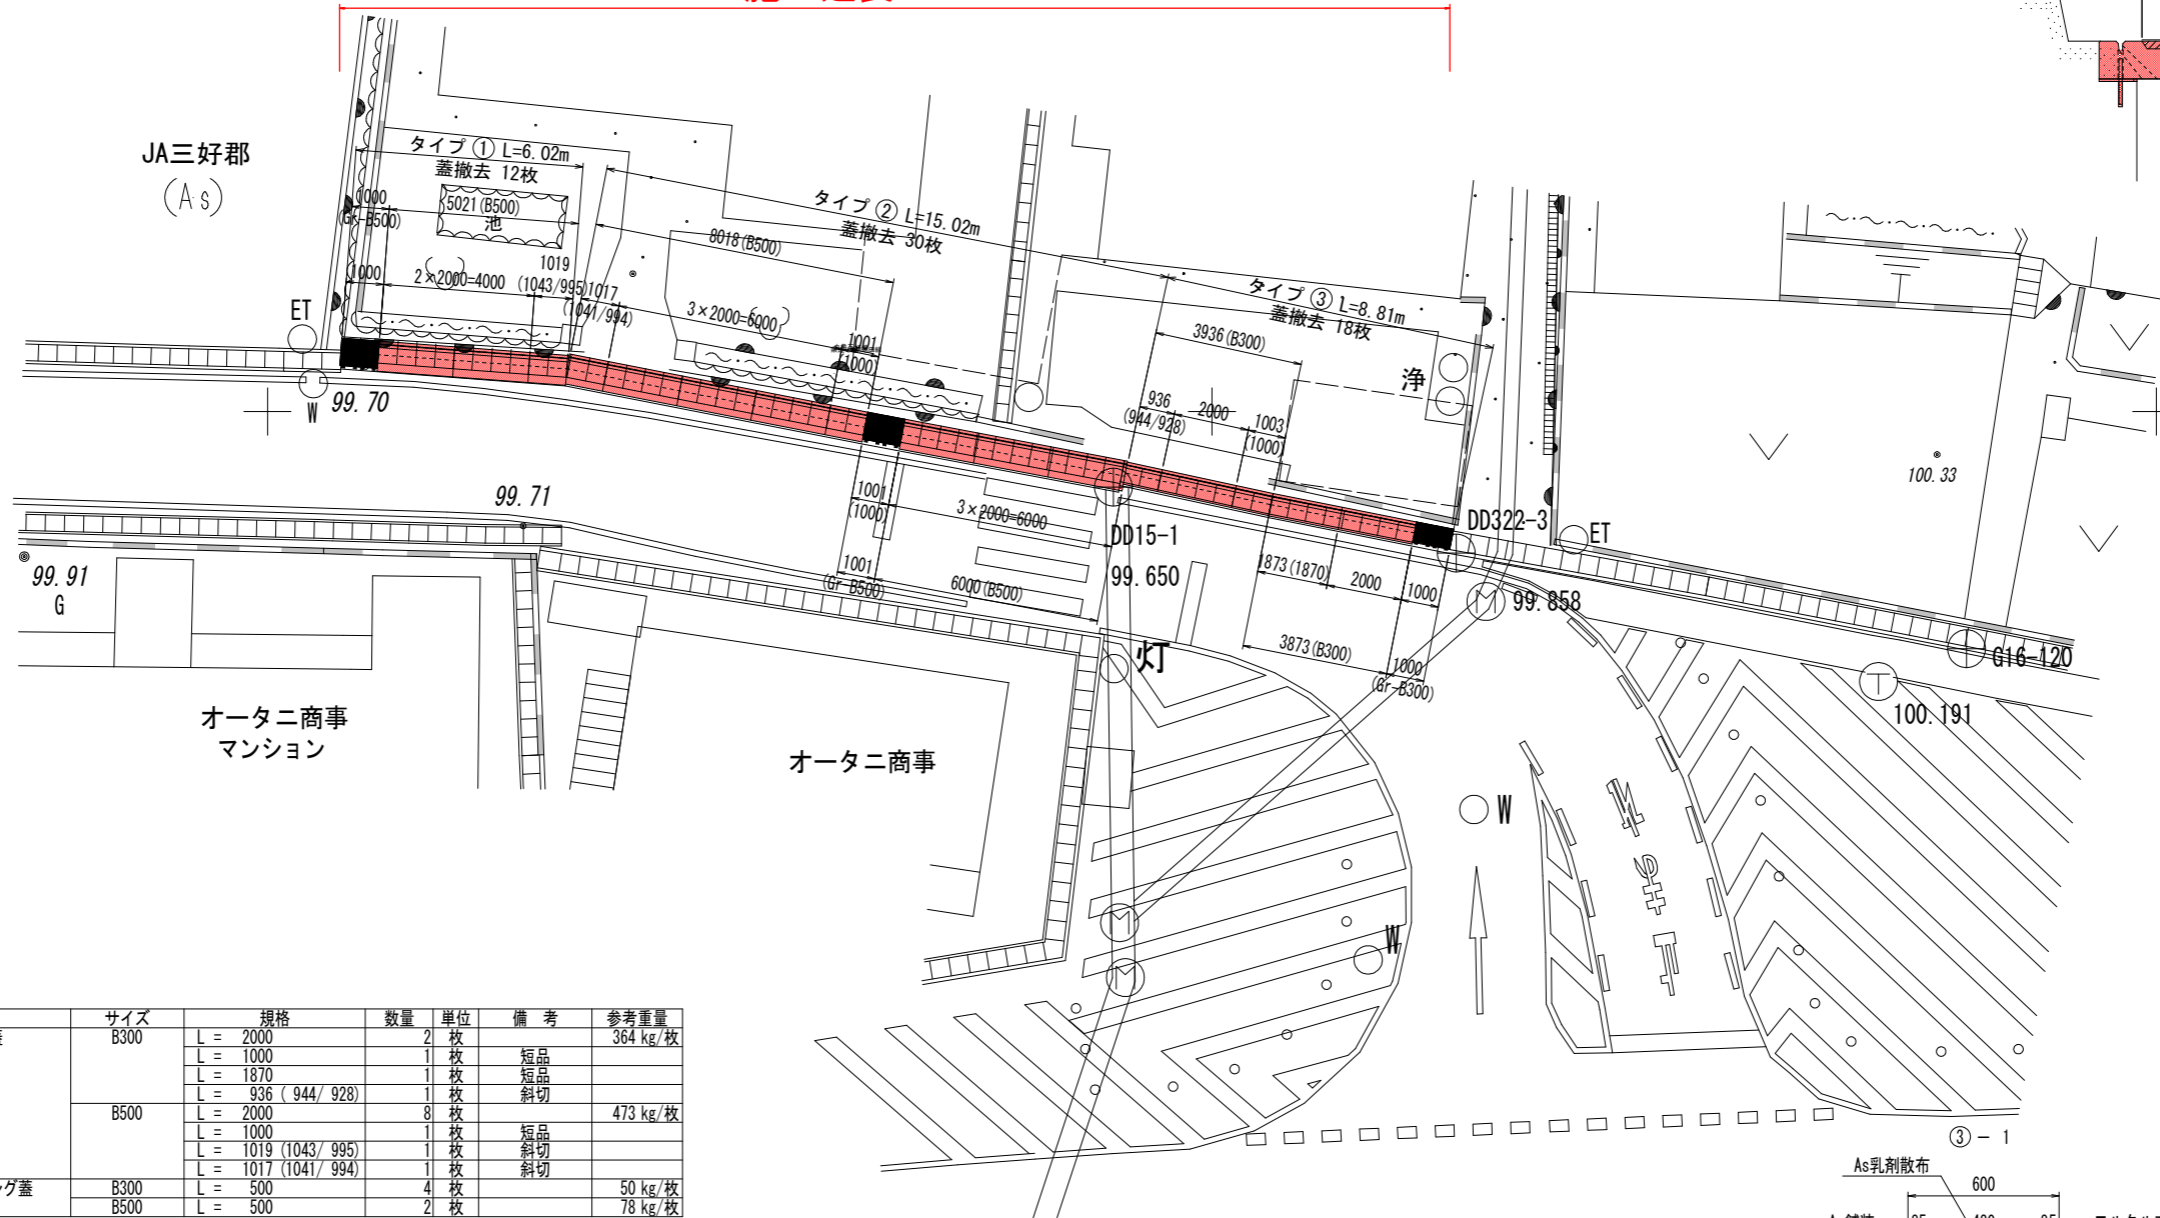 JA三好郡
(As)
タイプ ① L=6.02m
蓋撤去 12枚
1000
(Gr-B500)
5021(B500)
池
1019
(1000)
2×2000=4000
(1043/995)
1017
(1041/994)
タイプ ② L=15.02m
蓋撤去 30枚
8018(B500)
3×2000=6000
1001
(1000)
タイプ ③ L=8.81m
蓋撤去 18枚
3936(B300)
浄
936
(944/928)
2000
1003
(1000)
ET
W
99.70
99.71
99.91
G
1001
(1000)
3×2000=6000
1001
(Gr-B500)
6000(B500)
DD15-1
99.650
DD322-3
ET
99.858
M
1873(1870)
2000
1000
3873(B300)
1000
(Gr-B300)
100.33
G16-120
T
100.191
灯
オータニ商事
マンション
オータニ商事
W
M
M
W
サイズ 規格 数量 単位 備 考 参考重量
B300 L = 2000 2 枚 364 kg/枚
L = 1000 1 枚 短品
L = 1870 1 枚 短品
L = 936 ( 944/ 928) 1 枚 斜切
B500 L = 2000 8 枚 473 kg/枚
L = 1000 1 枚 短品
L = 1019 (1043/ 995) 1 枚 斜切
L = 1017 (1041/ 994) 1 枚 斜切
グ蓋 B300 L = 500 4 枚 50 kg/枚
B500 L = 500 2 枚 78 kg/枚
③ - 1
As乳剤散布
600